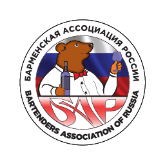 БАРМЕНСКАЯ АССОЦИАЦИЯ РОССИИ
БАР
BARTENDERS ASSOCIATION OF RUSSIA